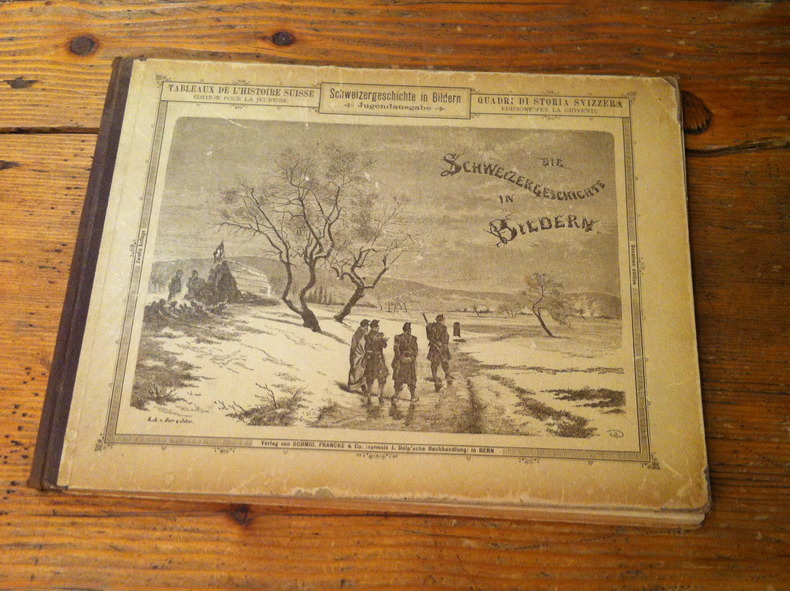 TABLEAUX DE L'HISTOIRE SUISSE
EDITION POUR LA JEUNESSE
Schweizergeschichte in Bildern
Jugendausgabe
QUADRI DI STORIA SVIZZERA
EDIZIONE PER LA GIOVENTÙ
DIE
SCHWEIZERGESCHICHTE
IN
BILDERN
Verlag von SCHMID, FRANCKE & Co. (vormals J. Dalp'sche Buchhandlung) in BERN